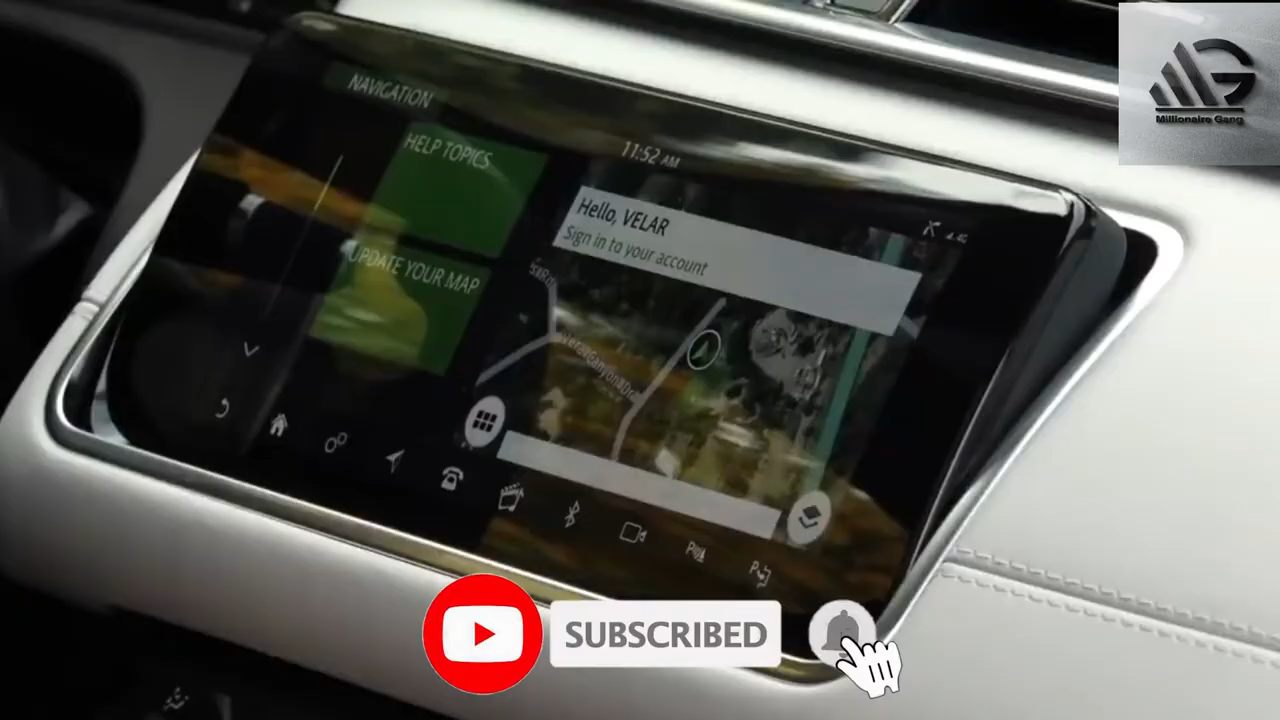 NAVIGATION
HELP TOPICS
UPDATE YOUR MAP
11:52 AM
Hello, VELAR
Sign in to your account
SUBSCRIBED
Millionaire Gang